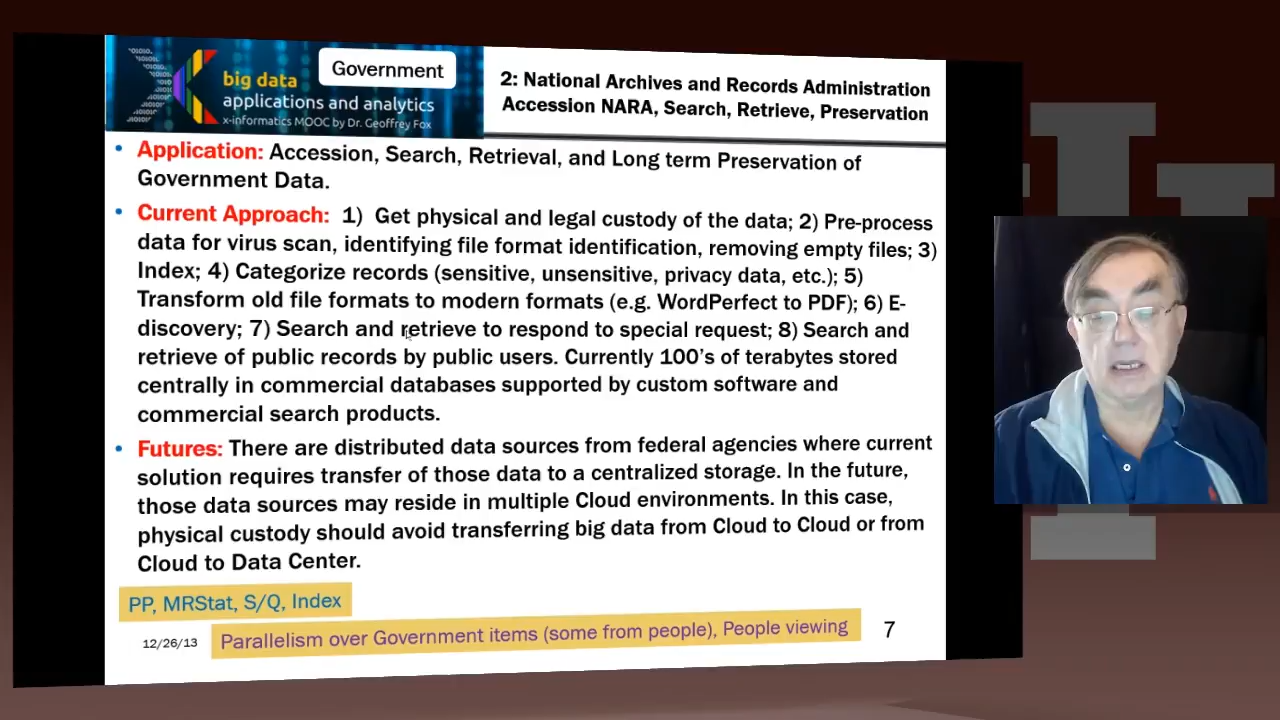 big data
applications and analytics
x-informatics MOOC by Dr. Geoffrey Fox
Government
2: National Archives and Records Administration
Accession NARA, Search, Retrieve, Preservation
• Application: Accession, Search, Retrieval, and Long term Preservation of
Government Data.
• Current Approach: 1) Get physical and legal custody of the data; 2) Pre-process
data for virus scan, identifying file format identification, removing empty files; 3)
Index; 4) Categorize records (sensitive, unsensitive, privacy data, etc.); 5)
Transform old file formats to modern formats (e.g. WordPerfect to PDF); 6) E-
discovery; 7) Search and retrieve to respond to special request; 8) Search and
retrieve of public records by public users. Currently 100's of terabytes stored
centrally in commercial databases supported by custom software and
commercial search products.
• Futures: There are distributed data sources from federal agencies where current
solution requires transfer of those data to a centralized storage. In the future,
those data sources may reside in multiple Cloud environments. In this case,
physical custody should avoid transferring big data from Cloud to Cloud or from
Cloud to Data Center.
PP, MRStat, S/Q, Index
12/26/13
Parallelism over Government items (some from people), People viewing
7